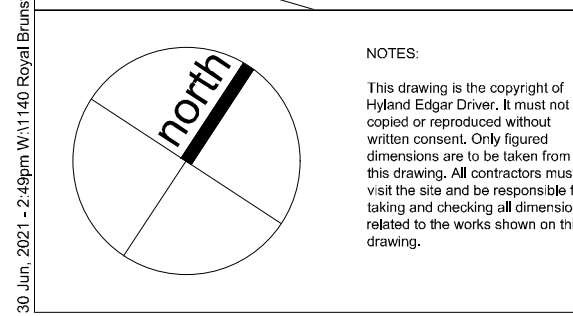 30 Jun, 2021 - 2:49pm W:\1140 Royal Bruns
north
NOTES:
This drawing is the copyright of
Hyland Edgar Driver. It must not
copied or reproduced without
written consent. Only figured
dimensions are to be taken from
this drawing. All contractors mus
visit the site and be responsible f
taking and checking all dimensio
related to the works shown on thi
drawing.